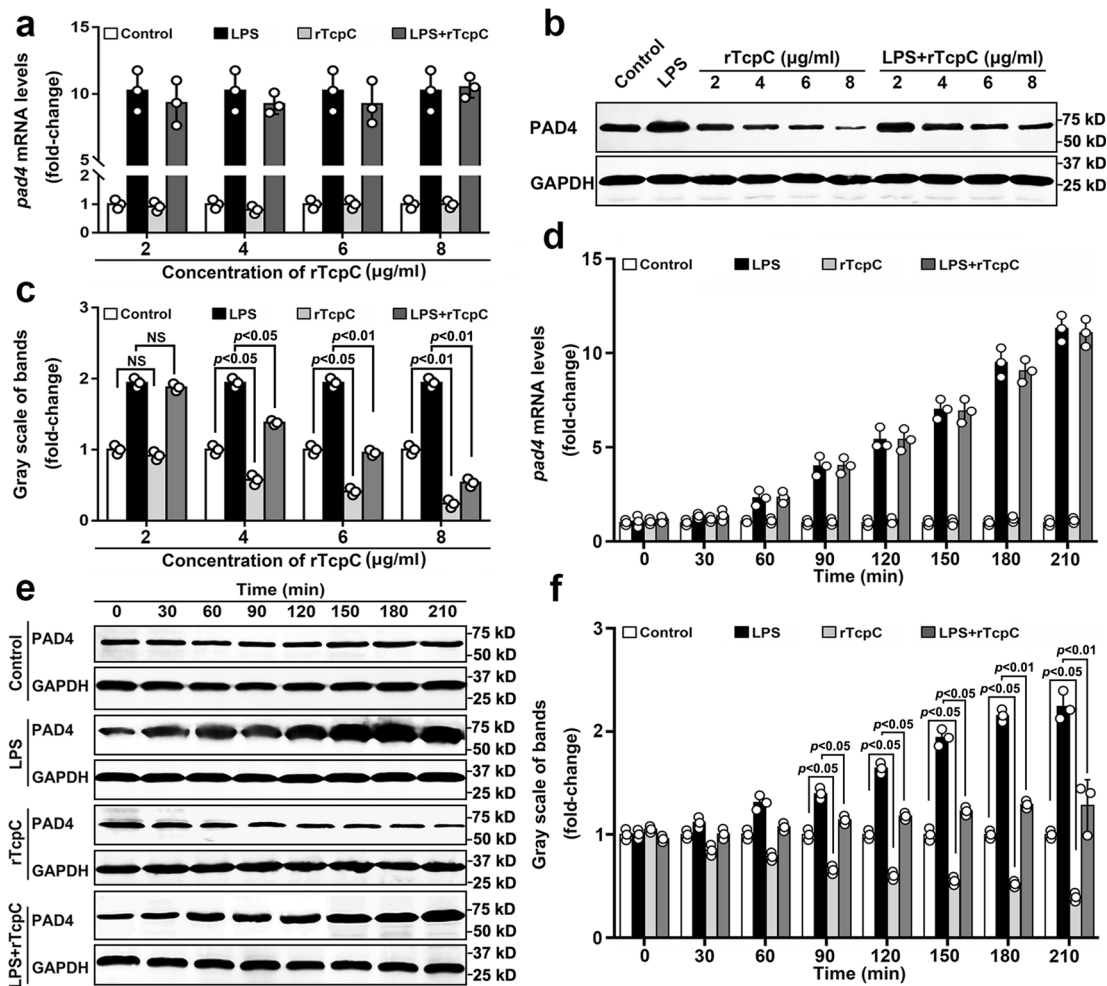 a
Control LPS rTcpC LPS+rTcpC
pad4 mRNA levels
(fold-change)
15
10
5
2
1
0
2 4 6 8
Concentration of rTcpC (μg/ml)
b
Control LPS
rTcpC (μg/ml) LPS+rTcpC (μg/ml)
2 4 6 8 2 4 6 8
PAD4
75 kD
50 kD
GAPDH
37 kD
25 kD
c
Control LPS rTcpC LPS+rTcpC
Gray scale of bands
(fold-change)
3
2
1
0
NS
NS
p<0.05
p<0.05
p<0.01
p<0.05
p<0.01
p<0.01
2 4 6 8
Concentration of rTcpC (μg/ml)
d
Control LPS rTcpC LPS+rTcpC
pad4 mRNA levels
(fold-change)
15
10
5
0
0 30 60 90 120 150 180 210
Time (min)
e
Time (min)
0 30 60 90 120 150 180 210
Control
PAD4
75 kD
50 kD
GAPDH
37 kD
25 kD
LPS
PAD4
75 kD
50 kD
GAPDH
37 kD
25 kD
rTcpC
PAD4
75 kD
50 kD
GAPDH
37 kD
25 kD
LPS+rTcpC
PAD4
75 kD
50 kD
GAPDH
37 kD
25 kD
f
Control LPS rTcpC LPS+rTcpC
Gray scale of bands
(fold-change)
3
2
1
0
p<0.05
p<0.05
p<0.05
p<0.05
p<0.05
p<0.05
p<0.01
p<0.05
p<0.01
p<0.05
0 30 60 90 120 150 180 210
Time (min)